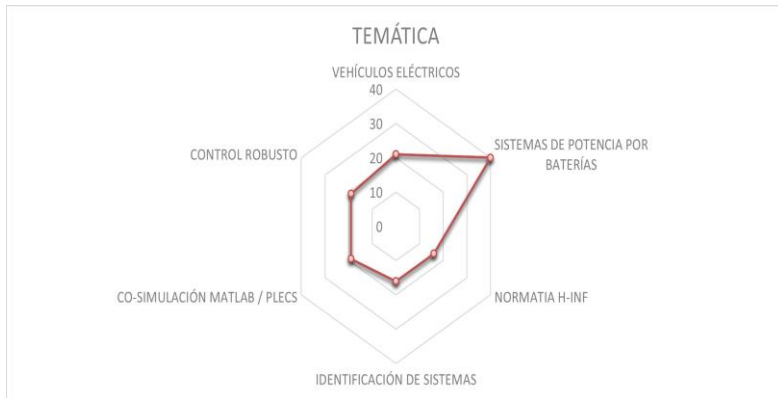 TEMÁTICA
VEHÍCULOS ELÉCTRICOS
40
30
20
10
0
SISTEMAS DE POTENCIA POR
BATERÍAS
CONTROL ROBUSTO
CO-SIMULACIÓN MATLAB / PLECS
NORMATIA H-INF
IDENTIFICACIÓN DE SISTEMAS